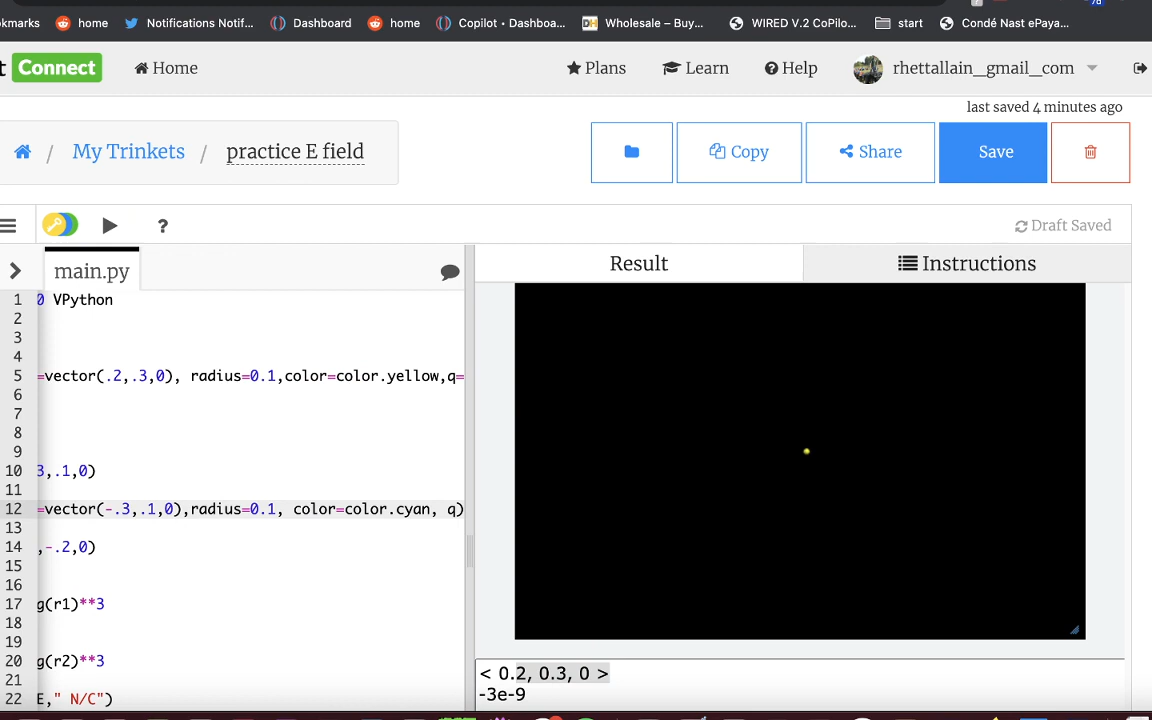 okmarks home Notifications Notif... Dashboard home Copilot • Dashboa... DH Wholesale – Buy,... WIRED V.2 CoPilo... start Condé Nast ePaya...
t Connect Home Plans Learn Help rhettallain_gmail_com
last saved 4 minutes ago
/ My Trinkets / practice E field Copy Share Save
? Draft Saved
> main.py Result Instructions
1 0 VPython
2
3
4
5 =vector(.2,.3,0), radius=0.1,color=color.yellow,q=
6
7
8
9
10 3,.1,0)
11
12 =vector(-.3,.1,0),radius=0.1, color=color.cyan, q)
13
14 ,-.2,0)
15
16
17 g(r1)**3
18
19
20 g(r2)**3
21
22 E," N/C")
< 0.2, 0.3, 0 >
-3e-9